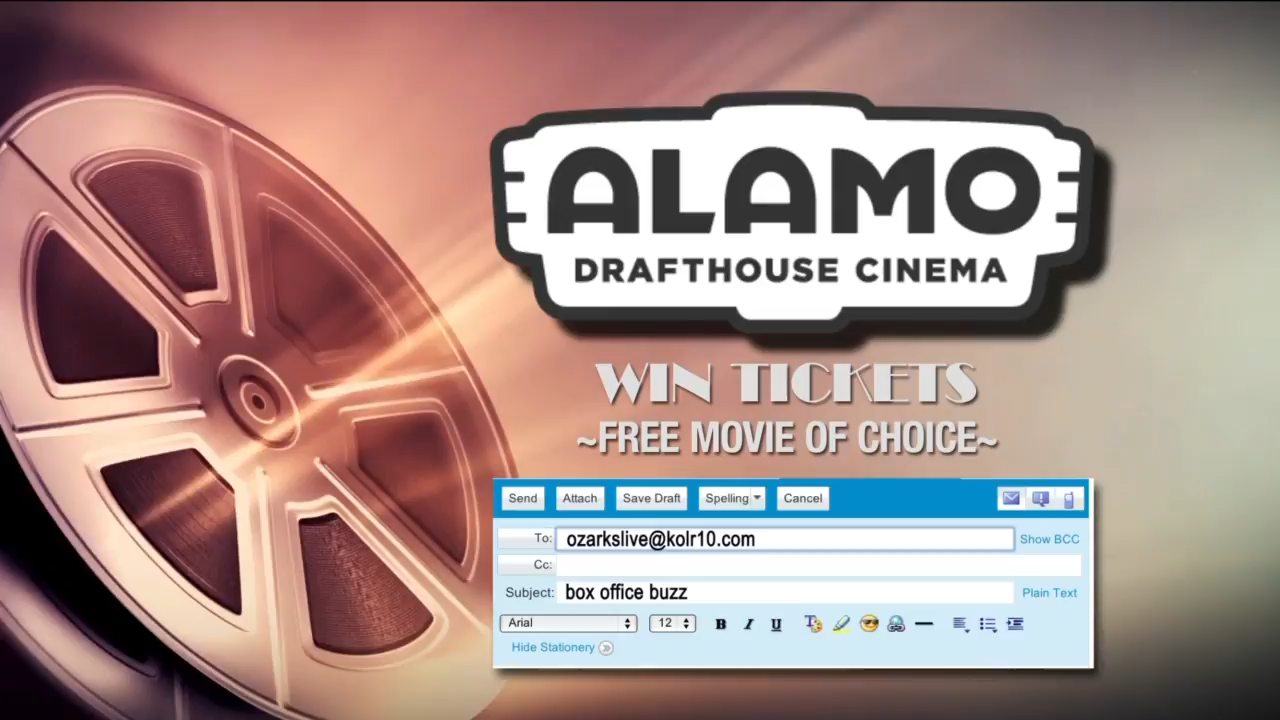 ALAMO
DRAFTHOUSE CINEMA
WIN TICKETS
~FREE MOVIE OF CHOICE~
Send Attach Save Draft Spelling Cancel
To: ozarkslive@kolr10.com Show BCC
Cc:
Subject: box office buzz Plain Text
Arial 12 B I U T
Hide Stationery